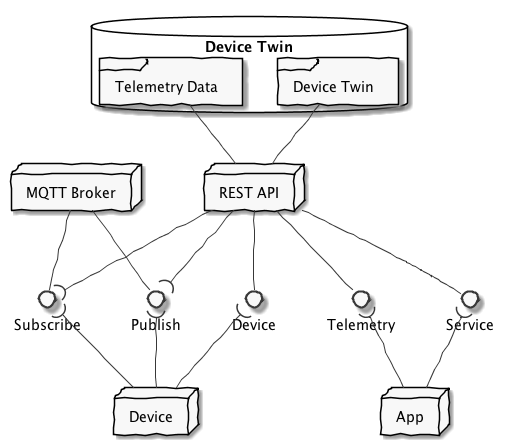 Device Twin
Telemetry Data
Device Twin
MQTT Broker
REST API
Subscribe
Publish
Device
Telemetry
Service
Device
App